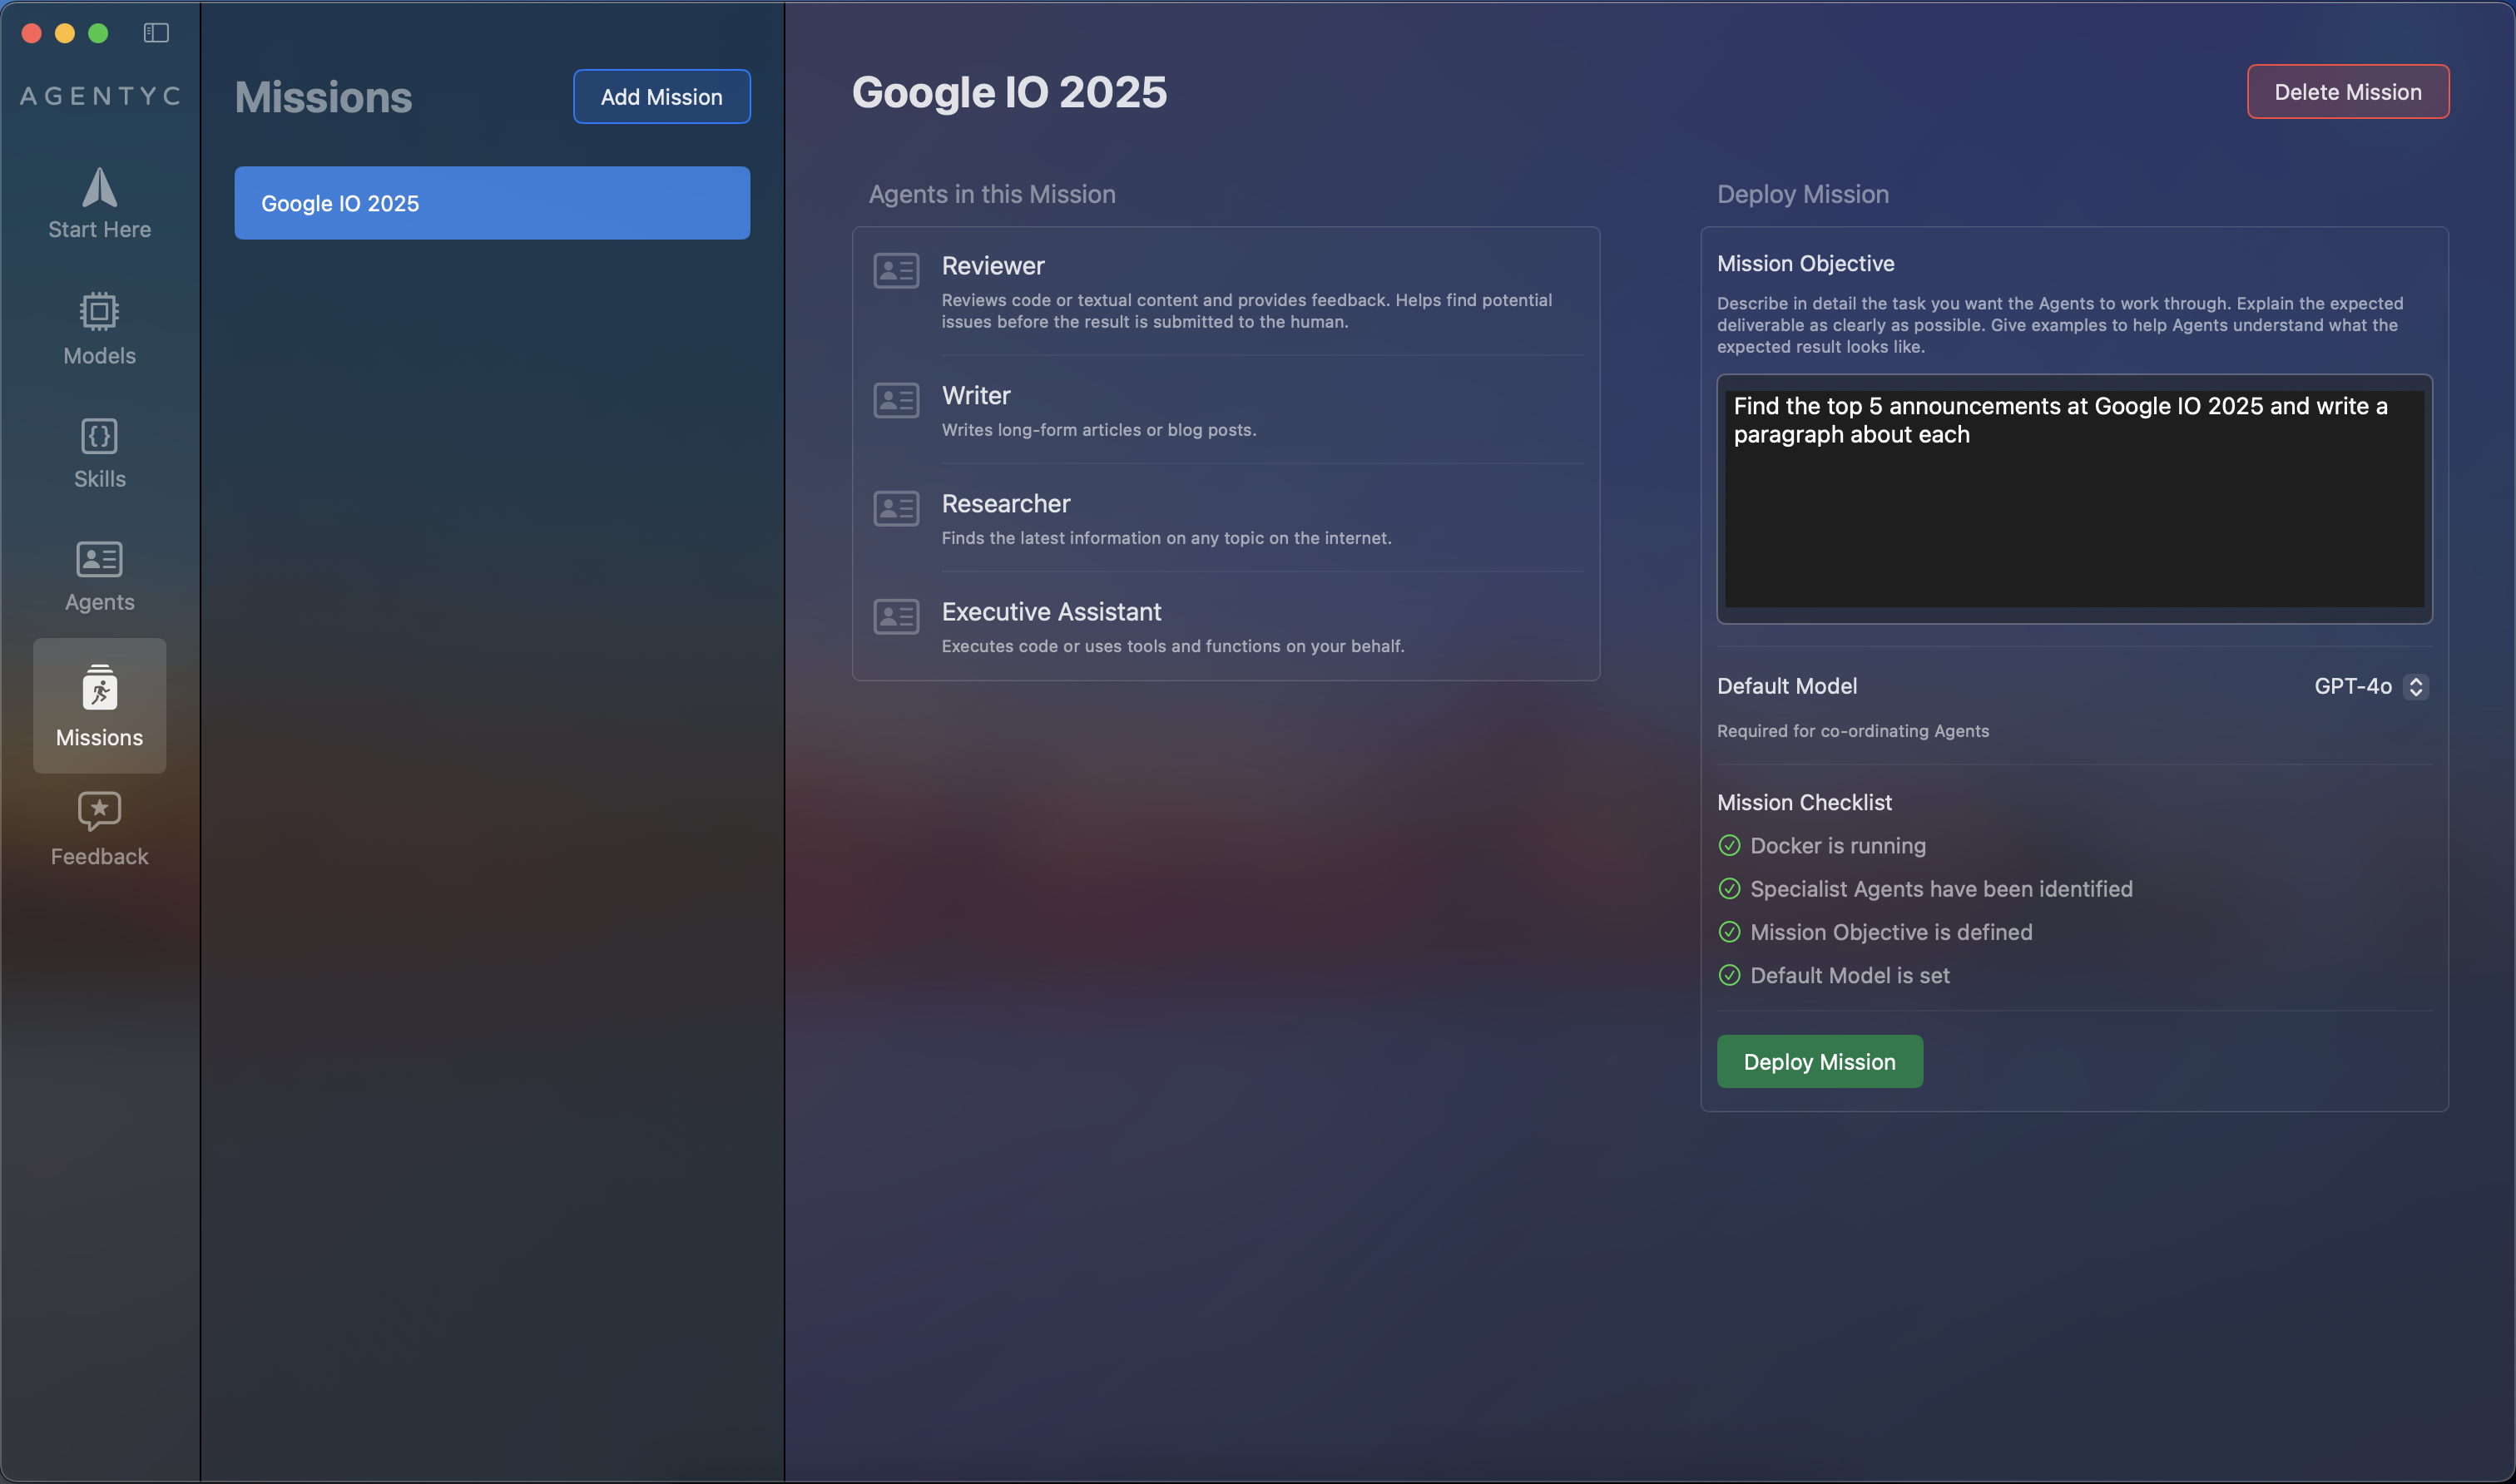 AGENTYC
Start Here
Models
Skills
Agents
Missions
Feedback
Missions
Add Mission
Google IO 2025
Google IO 2025
Delete Mission
Agents in this Mission
Reviewer
Reviews code or textual content and provides feedback. Helps find potential
issues before the result is submitted to the human.
Writer
Writes long-form articles or blog posts.
Researcher
Finds the latest information on any topic on the internet.
Executive Assistant
Executes code or uses tools and functions on your behalf.
Deploy Mission
Mission Objective
Describe in detail the task you want the Agents to work through. Explain the expected
deliverable as clearly as possible. Give examples to help Agents understand what the
expected result looks like.
Find the top 5 announcements at Google IO 2025 and write a
paragraph about each
Default Model
GPT-4o
Required for co-ordinating Agents
Mission Checklist
Docker is running
Specialist Agents have been identified
Mission Objective is defined
Default Model is set
Deploy Mission